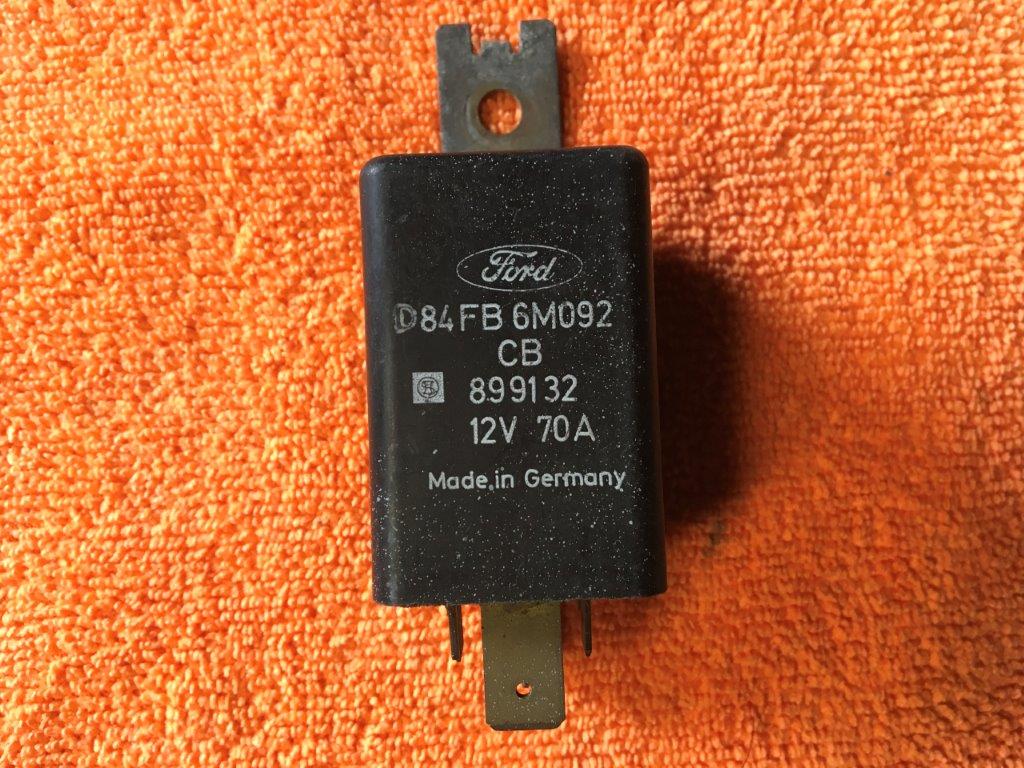 Ford
D84FB 6M092
CB
899132
12V 70A
Made in Germany